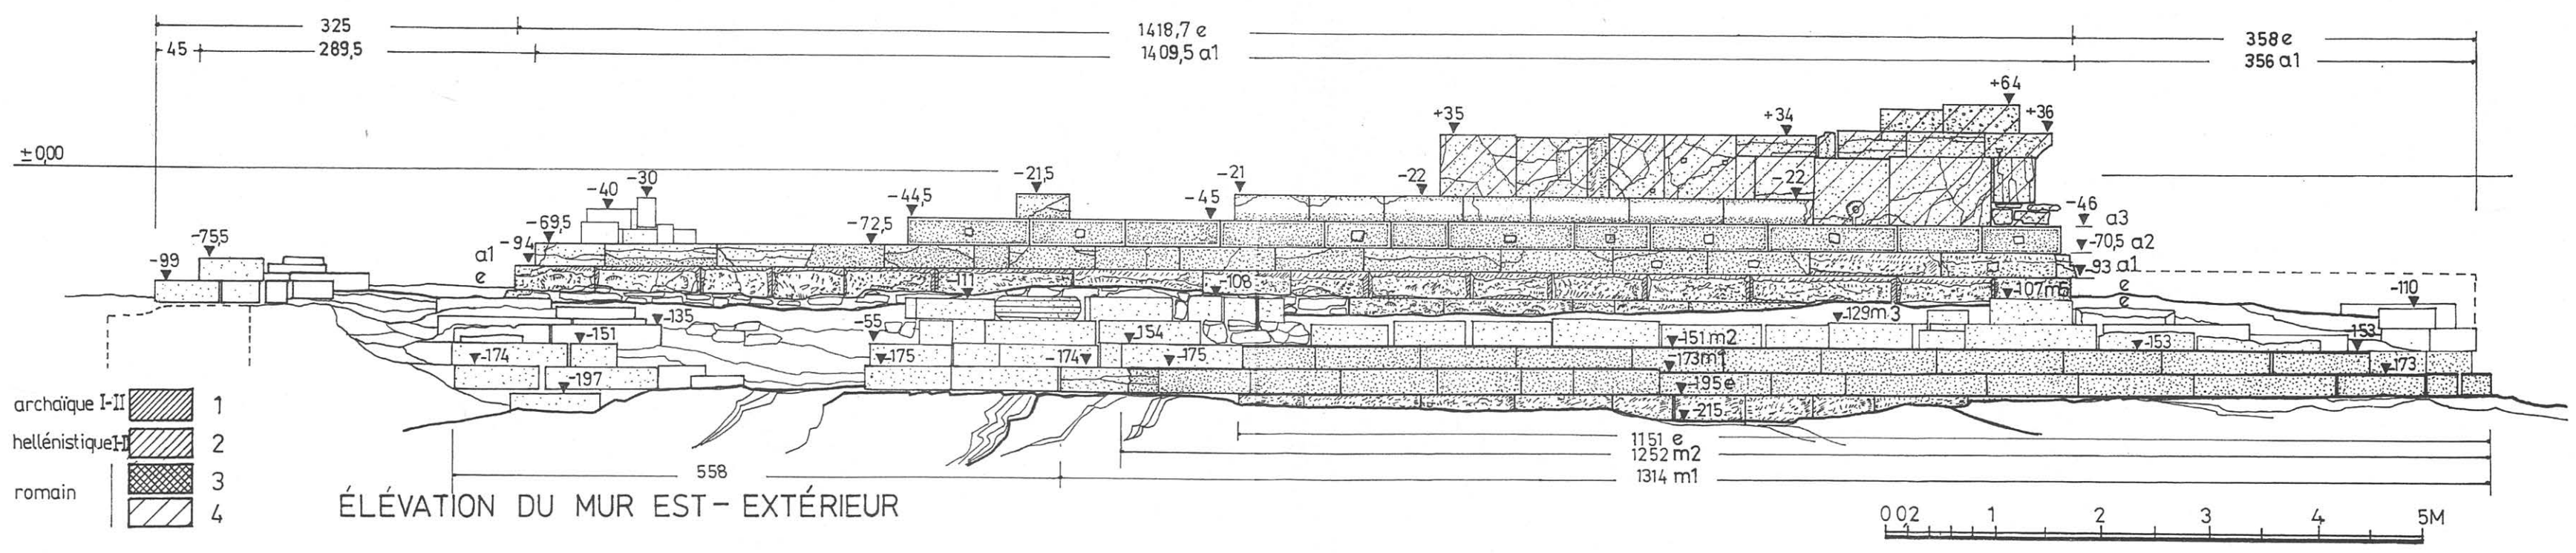 325 1418,7 e 358 e
45 289,5 1409,5 a1 356 a1
+64
+35 +34 +36
±0,00
-40 -30 -21,5 -21 -22 -22
-44,5 -45 -46 a3
-75,5 -69,5 -72,5 -70,5 a2
-99 a1 -94 -93 a1
e -111 -108 -107 m5 e -110
e
-135 -129 m3
-151 -55 -154 -151 m2 -153 -153
-174 -175 -174 -175 -173 m1 -173
-197 -195 e
-215
archaïque I-II 1
hellénistique I-II 2
romain 3
4
1151 e
1252 m2
558 1314 m1
ÉLÉVATION DU MUR EST - EXTÉRIEUR
0 0,2 1 2 3 4 5M